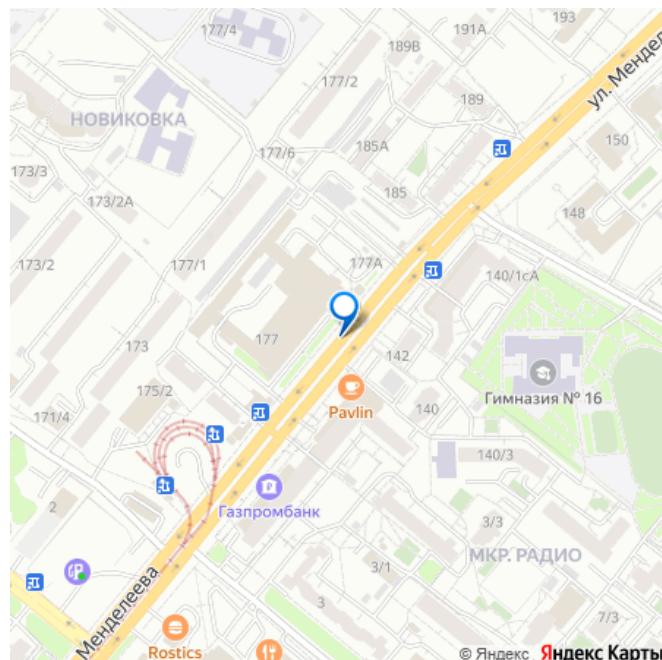 177/4
191А
193
189В
ул. Мендел
177/2
189
НОВИКОВКА
150
185А
177/6
173/3
185
173/2А
148
177А
173/2
177/1
140/1сА
177
173
142
Гимназия № 16
175/2
Pavlin
140
171/4
140/3
Газпромбанк
2
3/3
МКР. РАДИО
3/1
Менделеева
3
7/3
Rostic's
© Яндекс Яндекс Карты